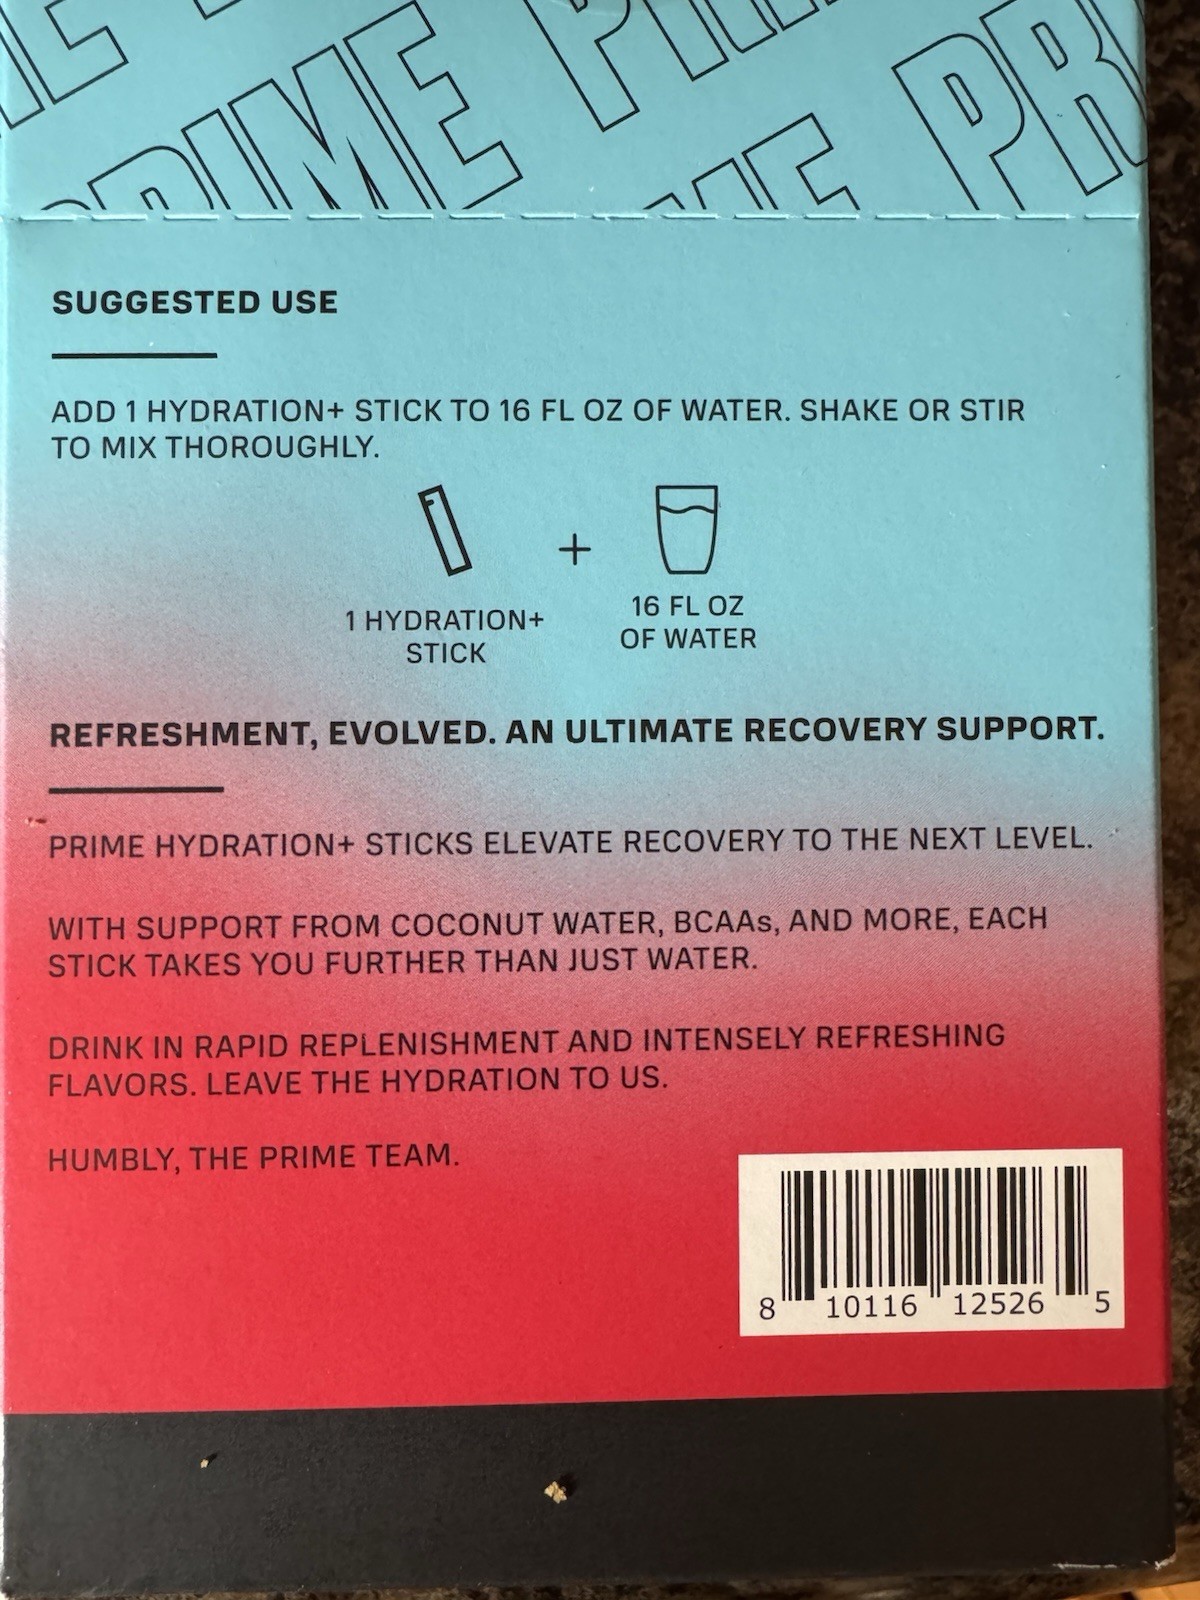 PRIME PRIME
PRIME PRIME
SUGGESTED USE
ADD 1 HYDRATION+ STICK TO 16 FL OZ OF WATER. SHAKE OR STIR
TO MIX THOROUGHLY.
+
1 HYDRATION+
STICK
16 FL OZ
OF WATER
REFRESHMENT, EVOLVED. AN ULTIMATE RECOVERY SUPPORT.
PRIME HYDRATION+ STICKS ELEVATE RECOVERY TO THE NEXT LEVEL.
WITH SUPPORT FROM COCONUT WATER, BCAAs, AND MORE, EACH
STICK TAKES YOU FURTHER THAN JUST WATER.
DRINK IN RAPID REPLENISHMENT AND INTENSELY REFRESHING
FLAVORS. LEAVE THE HYDRATION TO US.
HUMBLY, THE PRIME TEAM.
8 10116 12526 5